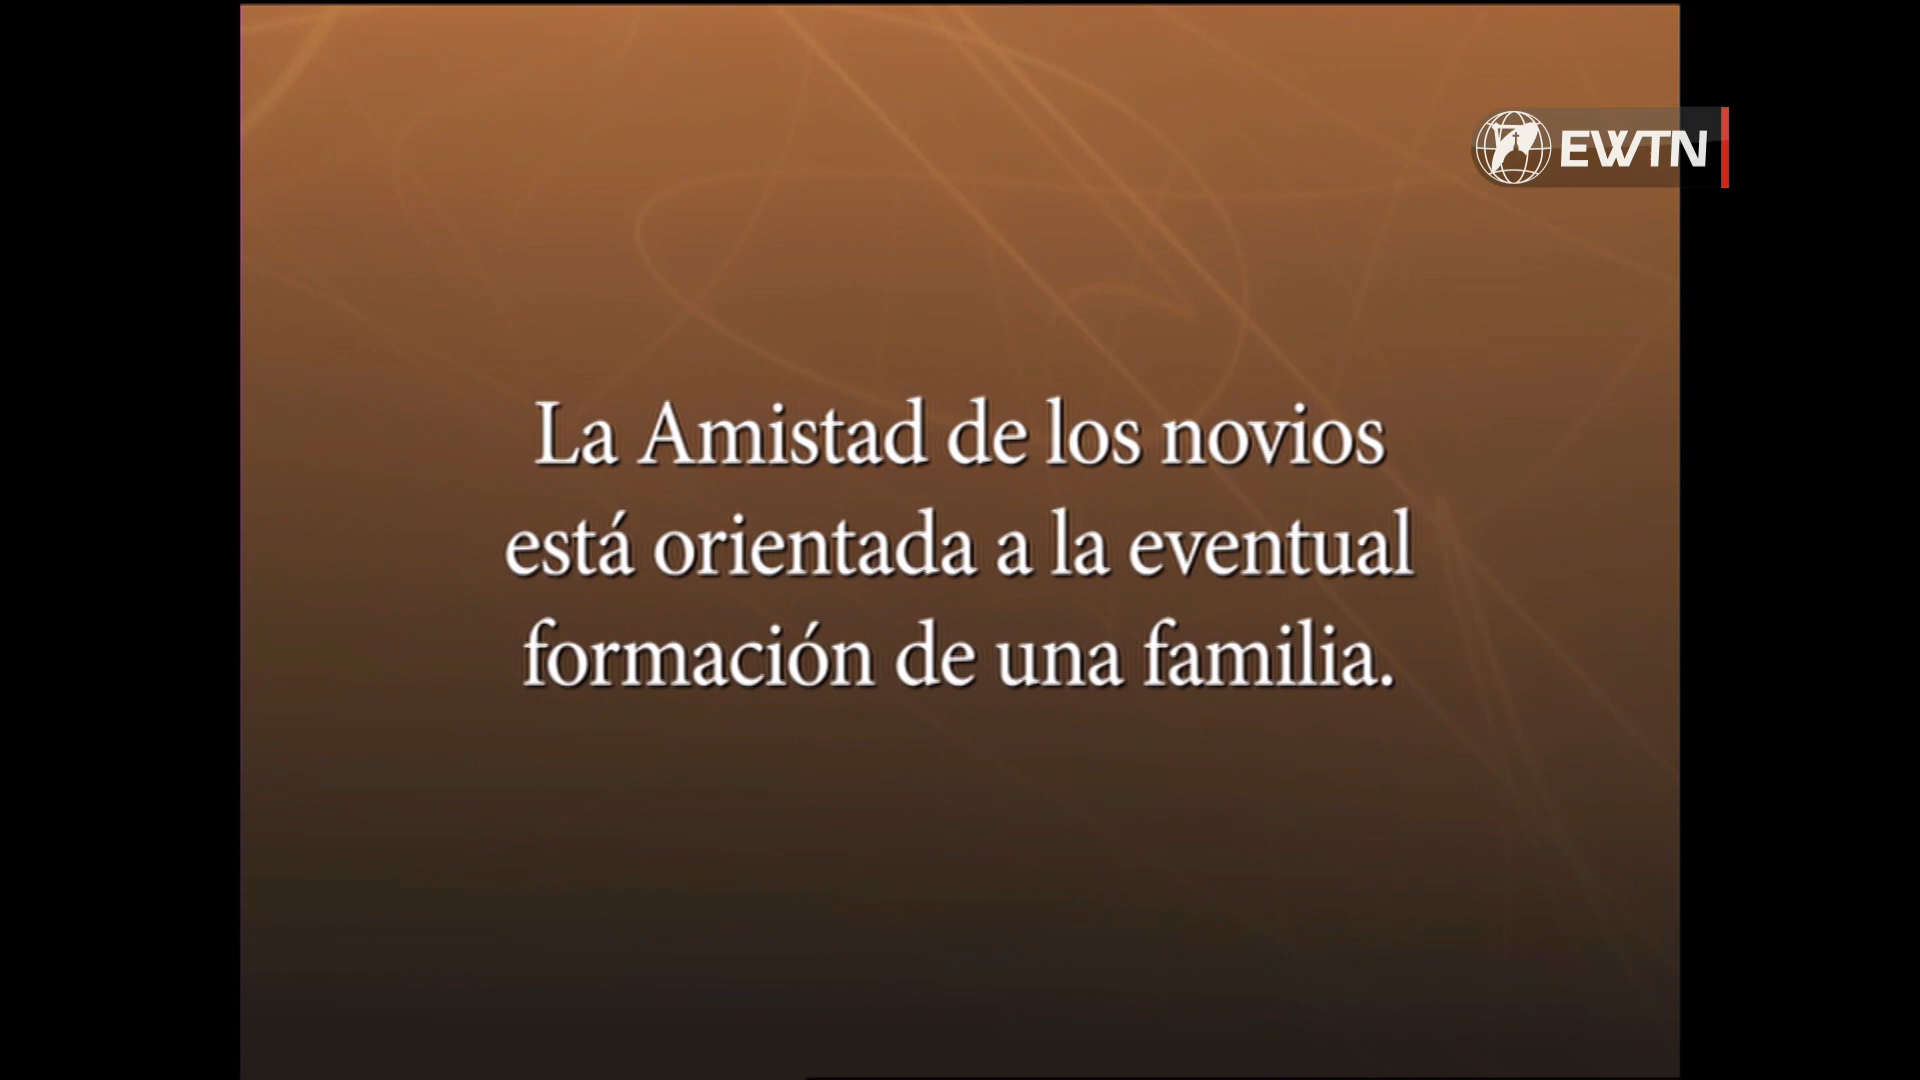 EWTN
La Amistad de los novios
está orientada a la eventual
formación de una familia.